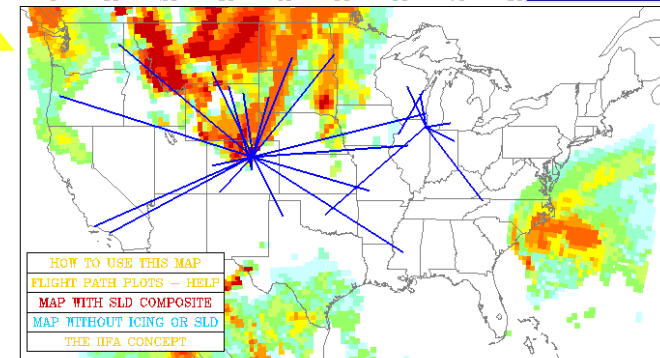 HOW TO USE THIS MAP
FLIGHT PATH PLOTS - HELP
MAP WITH SLD COMPOSITE
MAP WITHOUT ICING OR SLD
THE IIFA CONCEPT